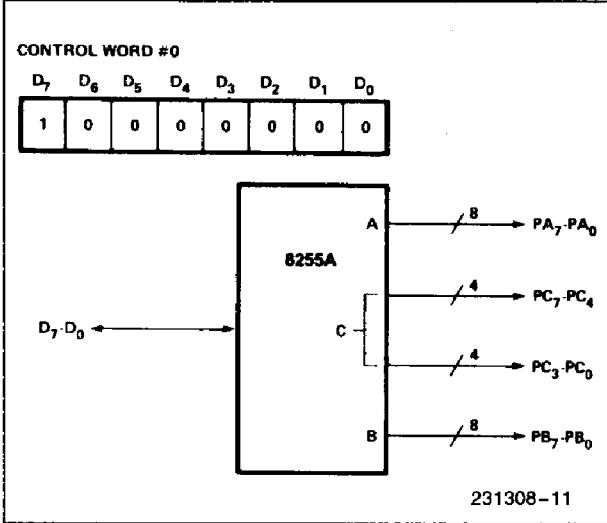 CONTROL WORD #0
D7 D6 D5 D4 D3 D2 D1 D0
1 0 0 0 0 0 0 0
8255A
A
8
PA7-PA0
4
PC7-PC4
D7-D0
C
4
PC3-PC0
B
8
PB7-PB0
231308-11